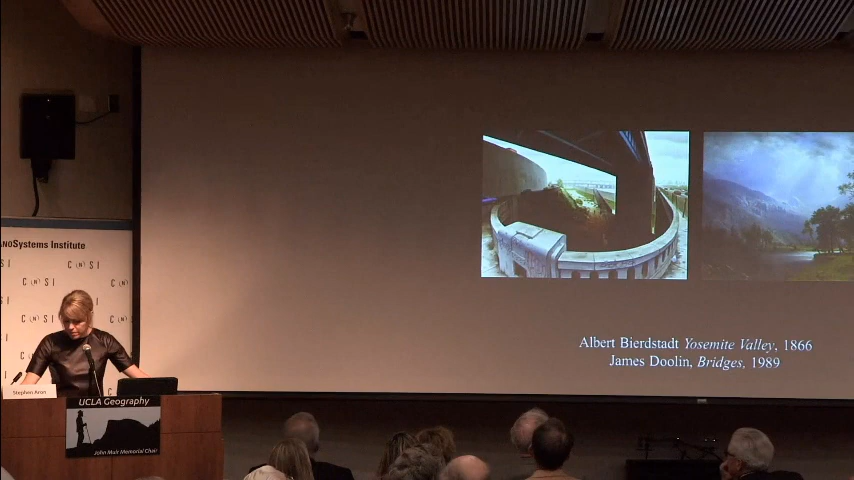 NOSYSTEMS INSTITUTE
C (N) S I
C (N) S I
C (N) S I
C (N) S I
Albert Bierdstadt Yosemite Valley, 1866
James Doolin, Bridges, 1989
Stephen Aron
UCLA Geography
John Muir Memorial Chair